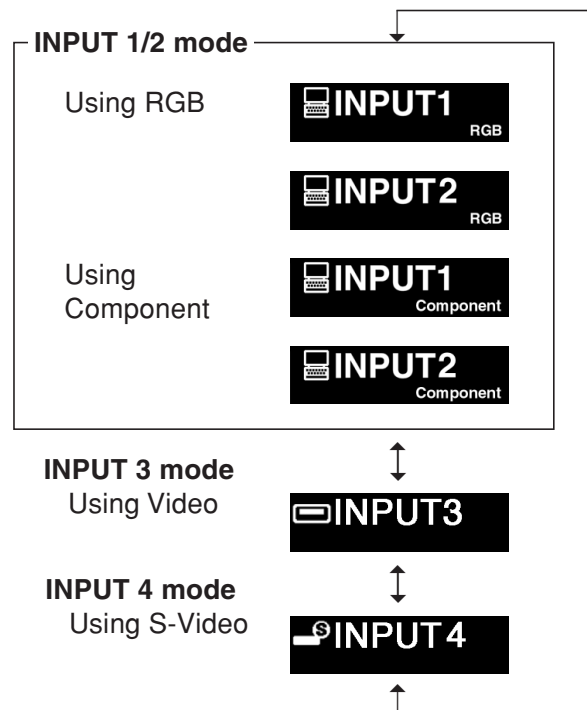 INPUT 1/2 mode
Using RGB
INPUT1
RGB
INPUT2
RGB
Using
Component
INPUT1
Component
INPUT2
Component
INPUT 3 mode
Using Video
INPUT3
INPUT 4 mode
Using S-Video
S
INPUT4